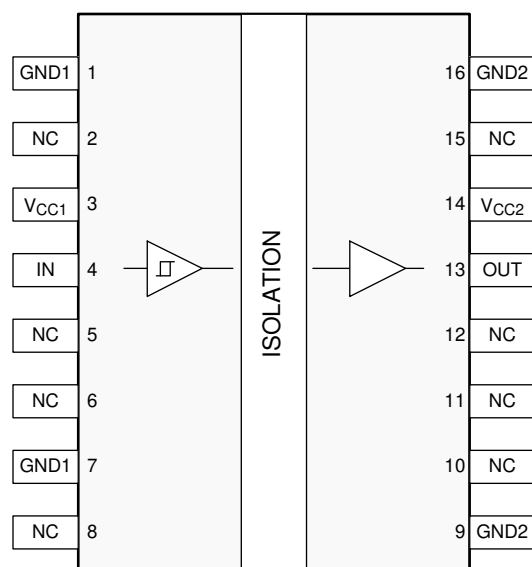 GND1 1 16 GND2
NC 2 15 NC
VCC1 3 14 VCC2
IN 4 13 OUT
ISOLATION
NC 5 12 NC
NC 6 11 NC
GND1 7 10 NC
NC 8 9 GND2